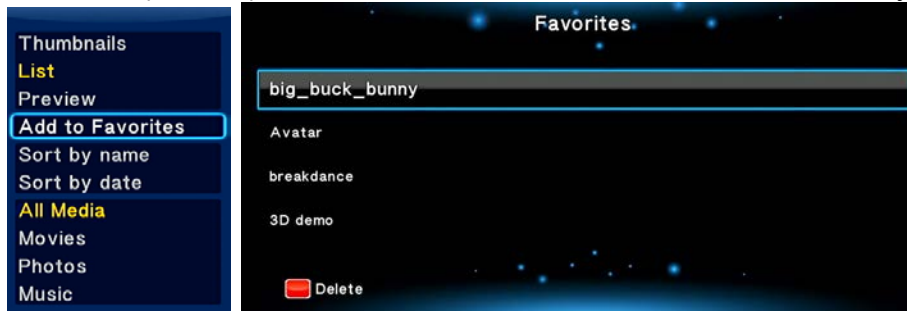 Thumbnails
List
Preview
Add to Favorites
Sort by name
Sort by date
All Media
Movies
Photos
Music
Favorites
big_buck_bunny
Avatar
breakdance
3D demo
Delete